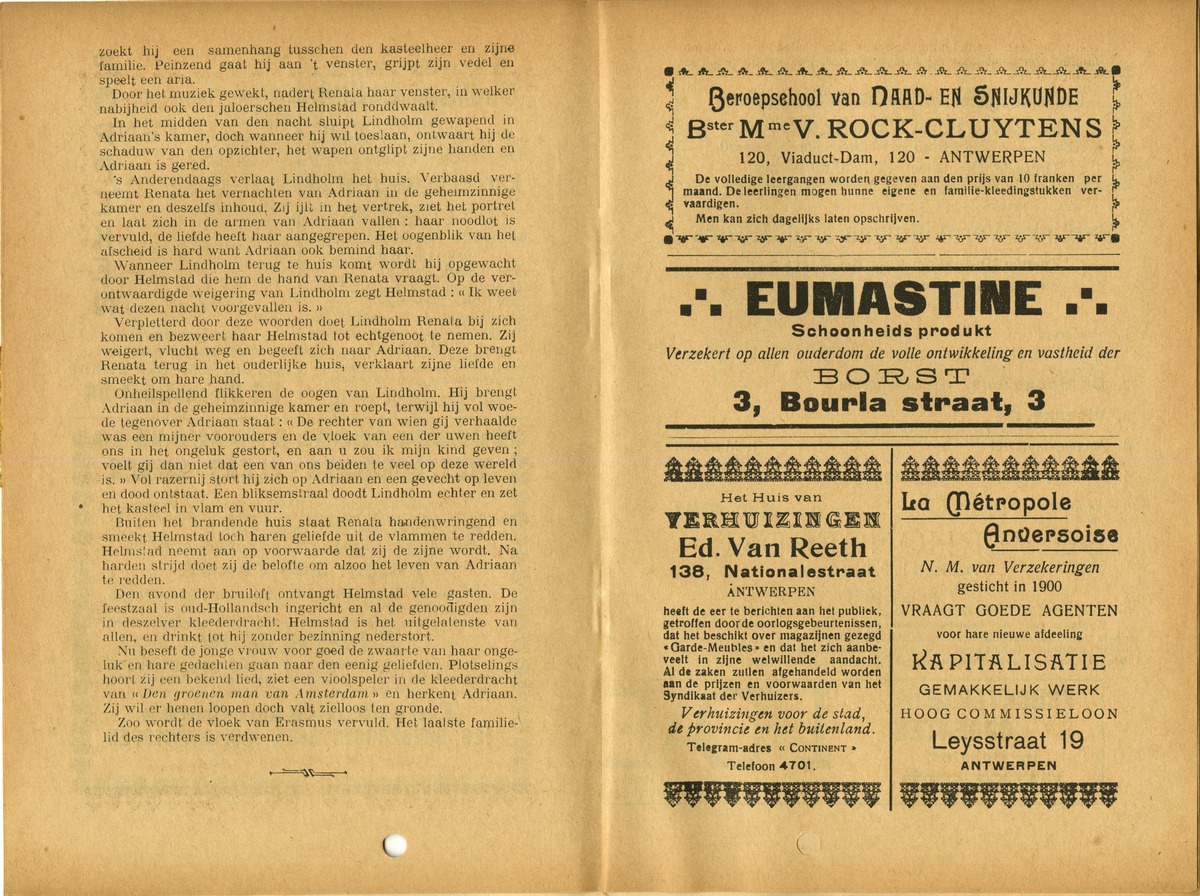 zoekt hij een samenhang tusschen den kasteelheer en zijne
familie. Peinzend gaat hij aan 't venster, grijpt zijn vedel en
speelt een aria.
Door het muziek gewekt, nadert Renata haar venster, in welker
nabijheid ook den jaloerschen Helmstad ronddwaalt.
In het midden van den nacht sluipt Lindholm gewapend in
Adriaan's kamer, doch wanneer hij wil toeslaan, ontwaart hij de
schaduw van den opzichter, het wapen ontglipt zijne handen en
Adriaan is gered.
's Anderendaags verlaat Lindholm het huis. Verbaasd ver-
neemt Renata het vernachten van Adriaan in de geheimzinnige
kamer en deszelfs inhoud. Zij ijlt in het vertrek, ziet het portret
en laat zich in de armen van Adriaan vallen : haar noodlot is
vervuld, de liefde heeft haar aangegrepen. Het oogenblik van het
afscheid is hard want Adriaan ook bemind haar.
Wanneer Lindholm terug te huis komt wordt hij opgewacht
door Helmstad die hem de hand van Renata vraagt. Op de ver-
ontwaardigde weigering van Lindholm zegt Helmstad : « Ik weet
wat dezen nacht voorgevallen is. »
Verpletterd door deze woorden doet Lindholm Renata bij zich
komen en bezweert haar Helmstad tot echtgenoot te nemen. Zij
weigert, vlucht weg en begeeft zich naar Adriaan. Deze brengt
Renata terug in het ouderlijke huis, verklaart zijne liefde en
smeekt om hare hand.
Onheilspellend flikkeren de oogen van Lindholm. Hij brengt
Adriaan in de geheimzinnige kamer en roept, terwijl hij vol woe-
de tegenover Adriaan staat : « De rechter van wien gij verhaalde
was een mijner voorouders en de vloek van een der uwen heeft
ons in het ongeluk gestort, en aan u zou ik mijn kind geven ;
voelt gij dan niet dat een van ons beiden te veel op deze wereld
is. » Vol razernij stort hij zich op Adriaan en een gevecht op leven
en dood ontstaat. Een bliksemstraal doodt Lindholm echter en zet
het kasteel in vlam en vuur.
Buiten het brandende huis staat Renata handenwringend en
smeekt Helmstad toch haren geliefde uit de vlammen te redden.
Helmstad neemt aan op voorwaarde dat zij de zijne wordt. Na
harden strijd doet zij de belofte om alzoo het leven van Adriaan
te redden.
Den avond der bruiloft ontvangt Helmstad vele gasten. De
feestzaal is oud-Hollandsch ingericht en al de genoodigden zijn
in deszelver kleederdracht. Helmstad is het uitgelatenste van
allen, en drinkt tot hij zonder bezinning nederstort.
Nu beseft de jonge vrouw voor goed de zwaarte van haar onge-
luk en hare gedachten gaan naar den eenig geliefden. Plotselings
hoort zij een bekend lied, ziet een vioolspeler in de kleederdracht
van « Den groenen man van Amsterdam » en herkent Adriaan.
Zij wil er henen loopen doch valt zielloos ten gronde.
Zoo wordt de vloek van Erasmus vervuld. Het laatste familie-
lid des rechters is verdwenen.
Beroepschool van NAAD- EN SNIJKUNDE
Bster Mme V. ROCK-CLUYTENS
120, Viaduct-Dam, 120 - ANTWERPEN
De volledige leergangen worden gegeven aan den prijs van 10 franken per
maand. De leerlingen mogen hunne eigene en familie-kleedingstukken ver-
vaardigen.
Men kan zich dagelijks laten opschrijven.
EUMASTINE
Schoonheids produkt
Verzekert op allen ouderdom de volle ontwikkeling en vastheid der
BORST
3, Bourla straat, 3
Het Huis van
VERHUIZINGEN
Ed. Van Reeth
138, Nationalestraat
ANTWERPEN
heeft de eer te berichten aan het publiek,
getroffen door de oorlogsgebeurtenissen,
dat het beschikt over magazijnen gezegd
« Garde-Meubles » en dat het zich aanbe-
veelt in zijne welwillende aandacht.
Al de zaken zullen afgehandeld worden
aan de prijzen en voorwaarden van het
Syndikaat der Verhuizers.
Verhuizingen voor de stad,
de provincie en het buitenland.
Telegram-adres « CONTINENT »
Telefoon 4701.
La Métropole
Anversoise
N. M. van Verzekeringen
gesticht in 1900
VRAAGT GOEDE AGENTEN
voor hare nieuwe afdeeling
KAPITALISATIE
GEMAKKELIJK WERK
HOOG COMMISSIELOON
Leysstraat 19
ANTWERPEN